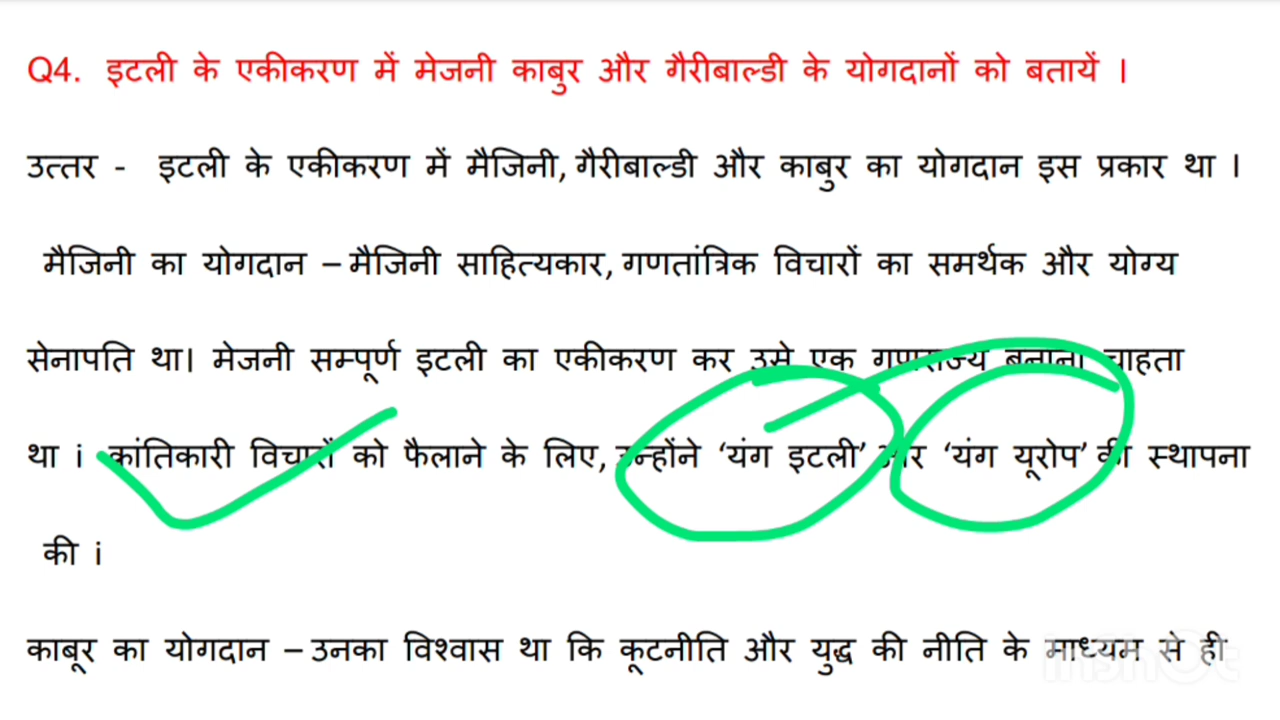 Q4. इटली के एकीकरण में मेजनी काबुर और गैरीबाल्डी के योगदानों को बतायें ।
उत्तर - इटली के एकीकरण में मैजिनी, गैरीबाल्डी और काबुर का योगदान इस प्रकार था ।
मैजिनी का योगदान – मैजिनी साहित्यकार, गणतांत्रिक विचारों का समर्थक और योग्य
सेनापति था। मेजनी सम्पूर्ण इटली का एकीकरण कर उसे एक गणराज्य बनाना चाहता
था i क्रांतिकारी विचारों को फैलाने के लिए, उन्होंने ‘यंग इटली’ और ‘यंग यूरोप’ की स्थापना
की i
काबूर का योगदान – उनका विश्वास था कि कूटनीति और युद्ध की नीति के माध्यम से ही
inshot